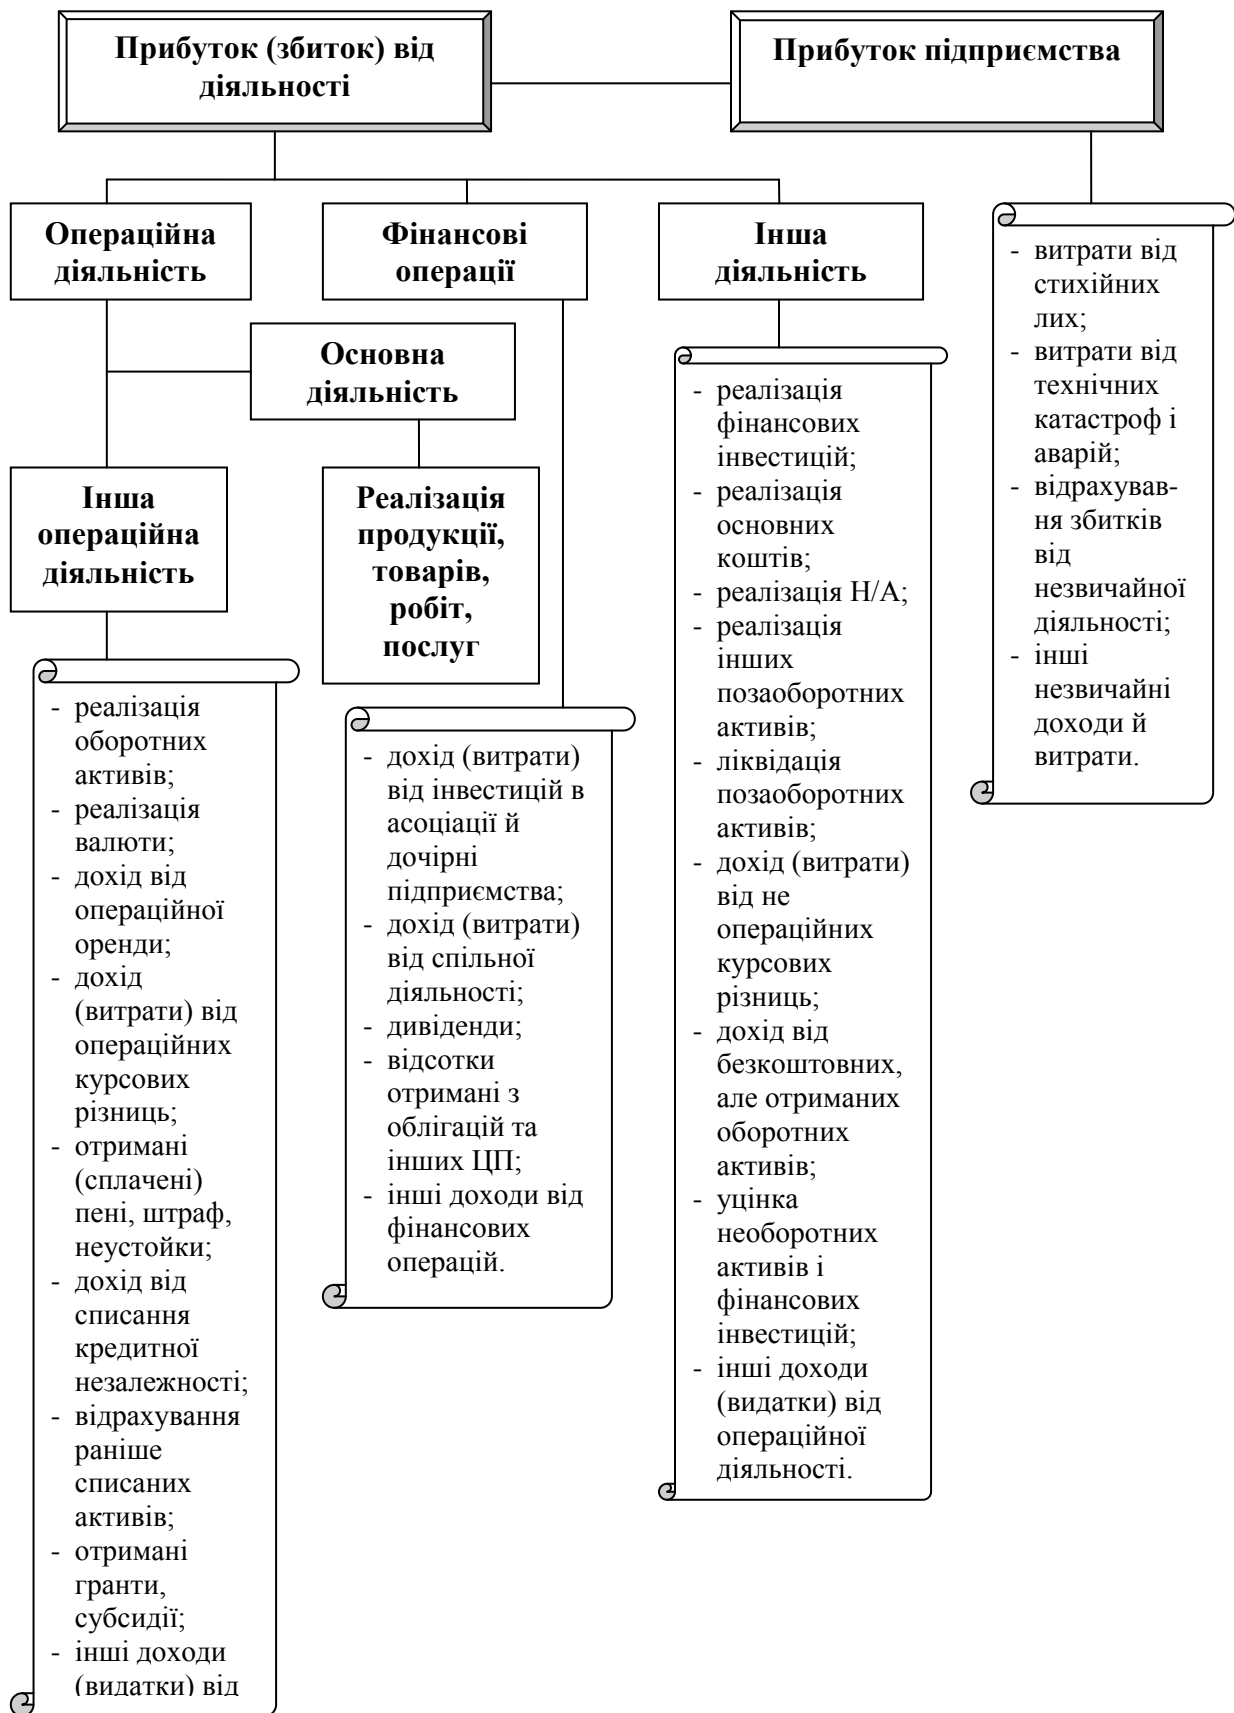 Прибуток (збиток) від
діяльності
Прибуток підприємства
Операційна
діяльність
Фінансові
операції
Інша
діяльність
Основна
діяльність
Інша
операційна
діяльність
Реалізація
продукції,
товарів,
робіт,
послуг
- реалізація
оборотних
активів;
- реалізація
валюти;
- дохід від
операційної
оренди;
- дохід
(витрати) від
операційних
курсових
різниць;
- отримані
(сплачені)
пені, штраф,
неустойки;
- дохід від
списання
кредитної
незалежності;
- відрахування
раніше
списаних
активів;
- отримані
гранти,
субсидії;
- інші доходи
(видатки) від
- дохід (витрати)
від інвестицій в
асоціації й
дочірні
підприємства;
- дохід (витрати)
від спільної
діяльності;
- дивіденди;
- відсотки
отримані з
облігацій та
інших ЦП;
- інші доходи від
фінансових
операцій.
- реалізація
фінансових
інвестицій;
- реалізація
основних
коштів;
- реалізація Н/А;
- реалізація
інших
позаоборотних
активів;
- ліквідація
позаоборотних
активів;
- дохід (витрати)
від не
операційних
курсових
різниць;
- дохід від
безкоштовних,
але отриманих
оборотних
активів;
- уцінка
необоротних
активів і
фінансових
інвестицій;
- інші доходи
(видатки) від
операційної
діяльності.
- витрати від
стихійних
лих;
- витрати від
технічних
катастроф і
аварій;
- відрахував-
ня збитків
від
незвичайної
діяльності;
- інші
незвичайні
доходи й
витрати.